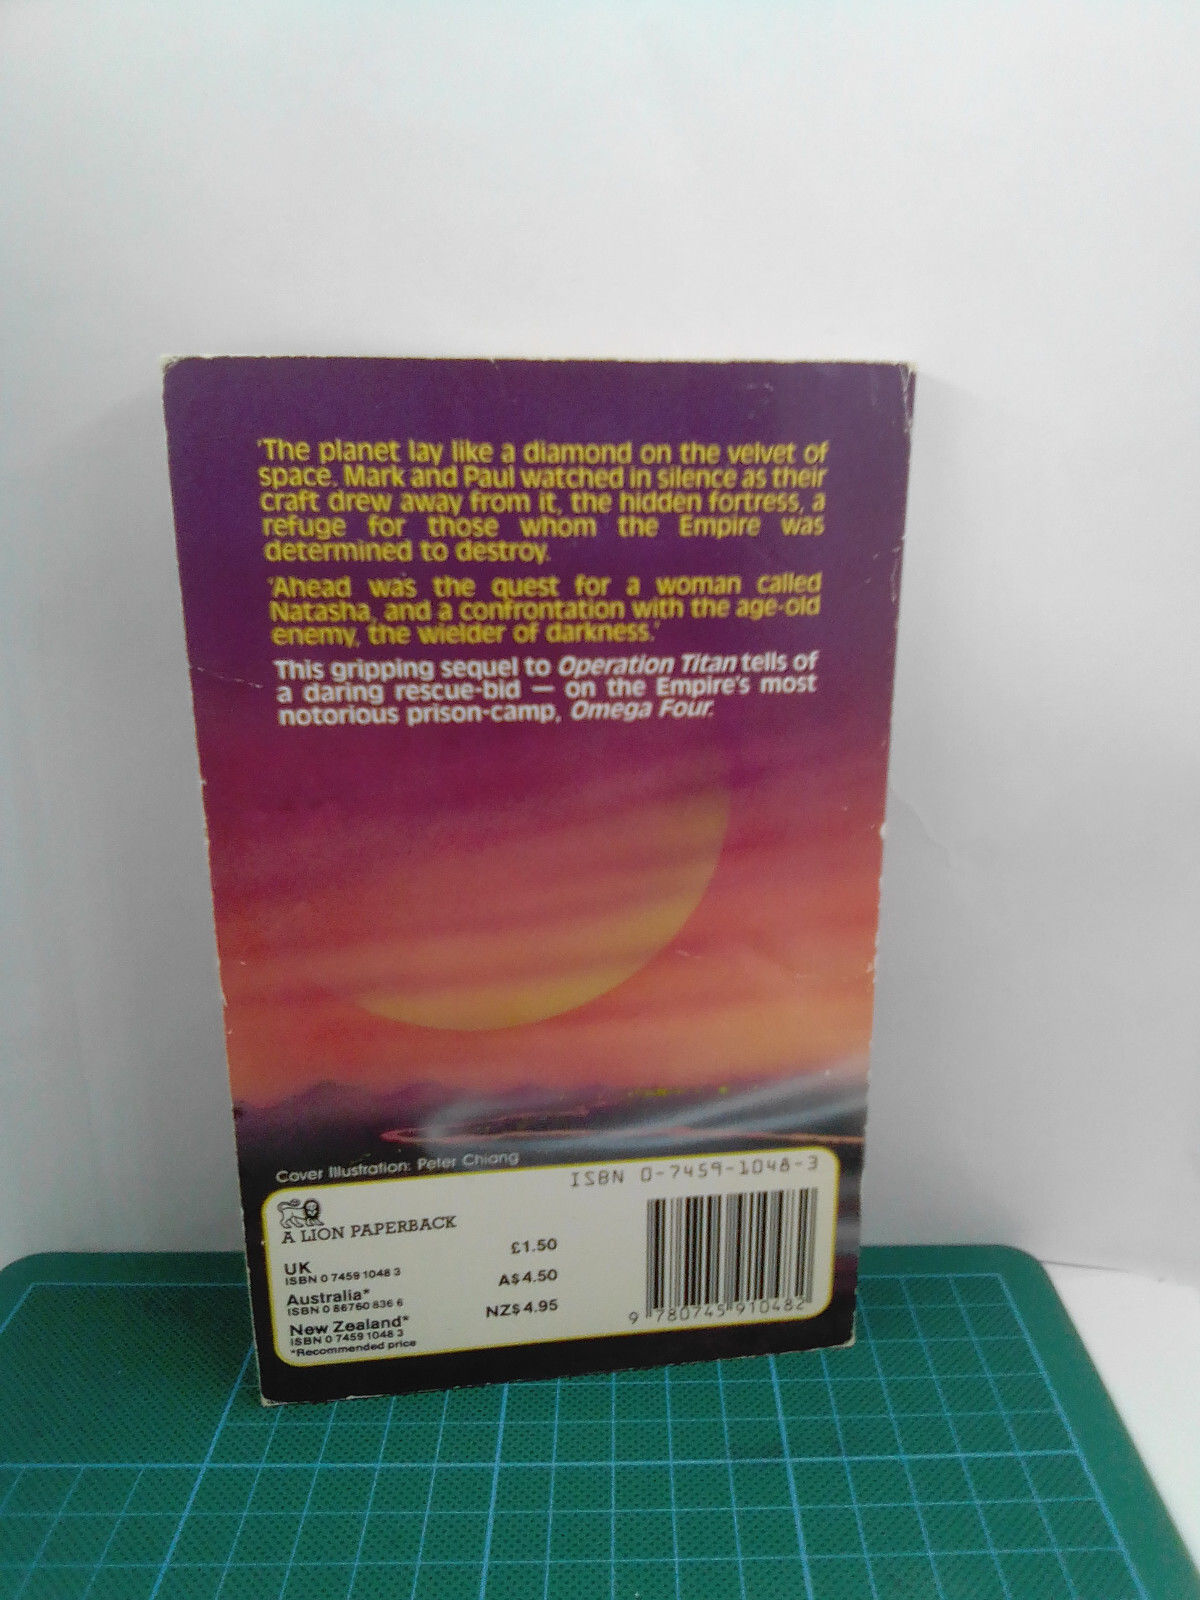 'The planet lay like a diamond on the velvet of
space. Mark and Paul watched in silence as their
craft drew away from it, the hidden fortress, a
refuge for those whom the Empire was
determined to destroy.
'Ahead was the quest for a woman called
Natasha, and a confrontation with the age-old
enemy, the wielder of darkness.'
This gripping sequel to Operation Titan tells of
a daring rescue-bid — on the Empire's most
notorious prison-camp, Omega Four.
Cover Illustration: Peter Chiang
ISBN 0-7459-1048-3
A LION PAPERBACK
UK £1.50
ISBN 0 7459 1048 3
Australia* A$4.50
ISBN 0 86760 836 6
New Zealand* NZ$4.95
ISBN 0 7459 1048 3
*Recommended price
9 780745 910482